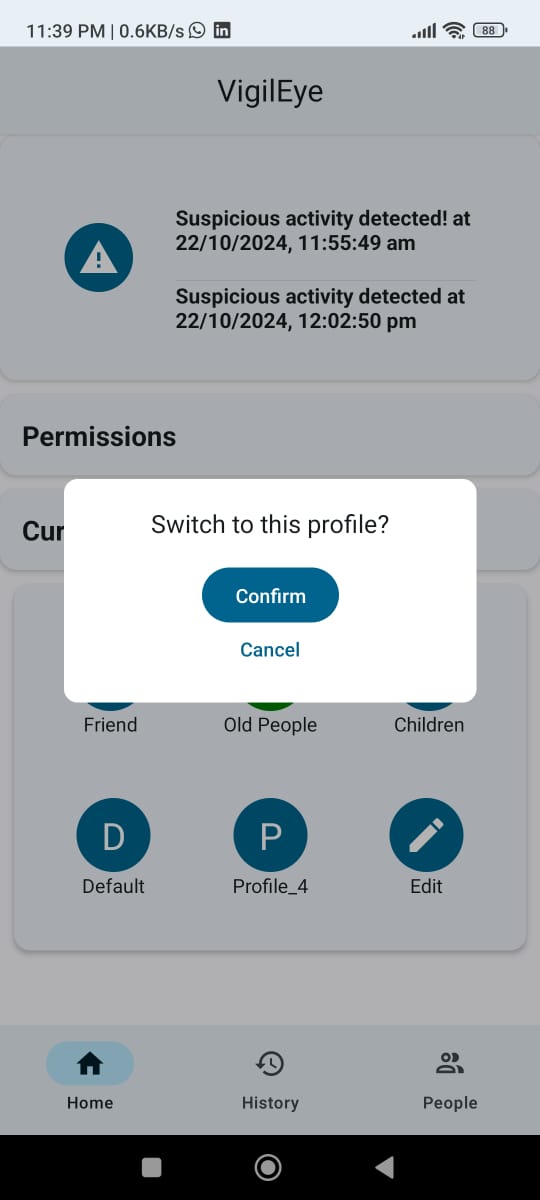 11:39 PM | 0.6KB/s
88
VigilEye
Suspicious activity detected! at
22/10/2024, 11:55:49 am
Suspicious activity detected at
22/10/2024, 12:02:50 pm
Permissions
Cur
Switch to this profile?
Confirm
Cancel
Friend Old People Children
D P
Default Profile_4 Edit
Home History People